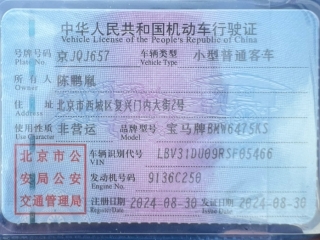 中华人民共和国机动车行驶证
Vehicle License of the People's Republic of China
号牌号码 京JQJ657 车辆类型 小型普通客车
Plate No. Vehicle Type
所有人 陈鹏胤
Owner
住址 北京市西城区复兴门内大街2号
Address
使用性质 非营运 品牌型号 宝马牌BMW6475KS
Use Character Model
北京市公安局公安交通管理局
车辆识别代号 LBV31DU09RSF05466
VIN
发动机号码 9136C250
Engine No.
注册日期 2024-08-30 发证日期 2024-08-30
Register Date Issue Date